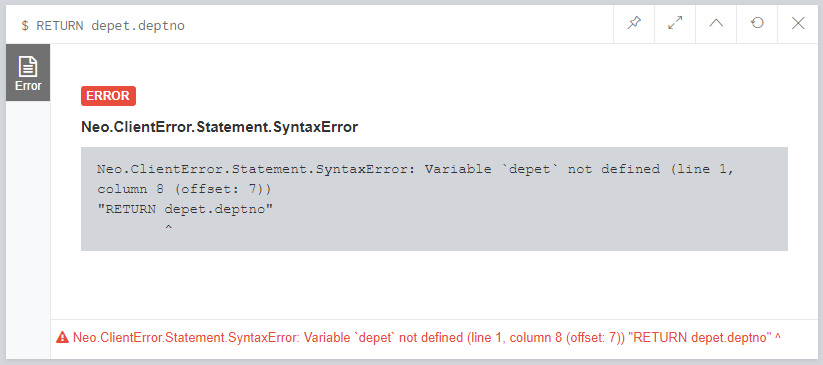 $ RETURN depet.deptno
Error
ERROR
Neo.ClientError.Statement.SyntaxError
Neo.ClientError.Statement.SyntaxError: Variable `depet` not defined (line 1,
column 8 (offset: 7))
"RETURN depet.deptno"
^
Neo.ClientError.Statement.SyntaxError: Variable `depet` not defined (line 1, column 8 (offset: 7)) "RETURN depet.deptno" ^